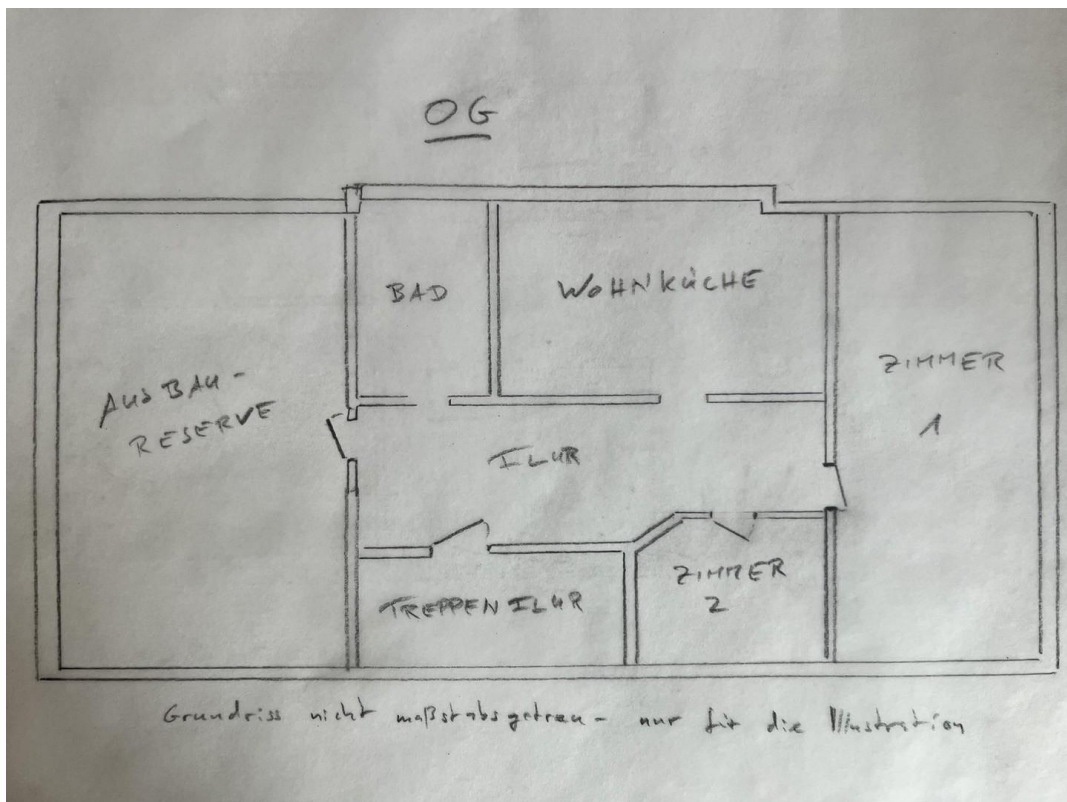 OG
BAD
WOHNKÜCHE
ZIMMER
1
AUSBAU-
RESERVE
FLUR
ZIMMER
2
TREPPENFLUR
Grundriss nicht maßstabsgetreu - nur für die Illustration